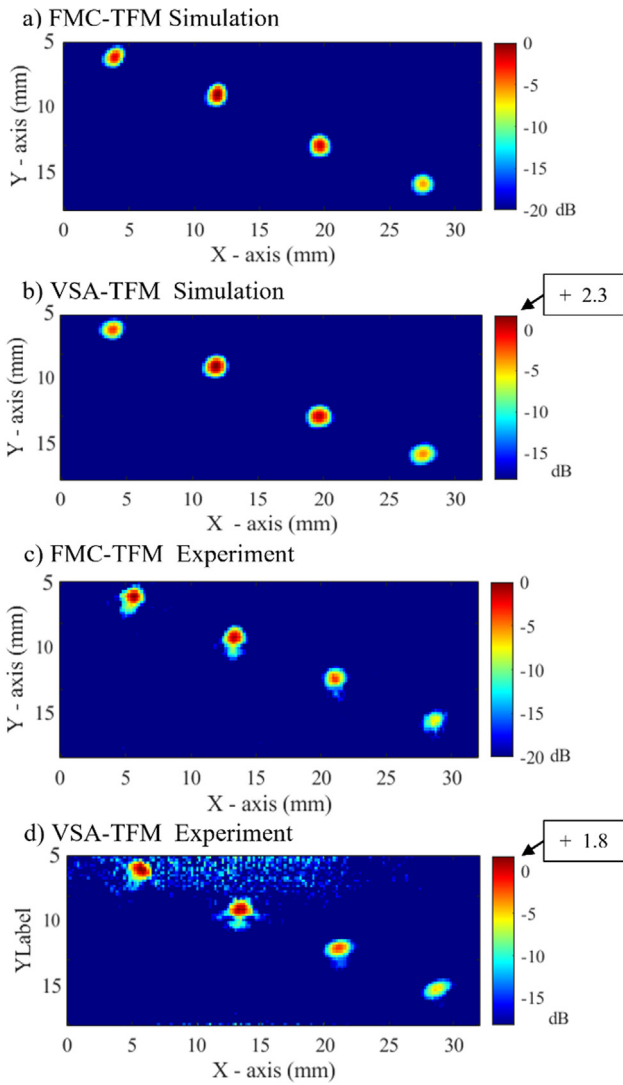 a) FMC-TFM Simulation
5
10
15
Y - axis (mm)
0 5 10 15 20 25 30
X - axis (mm)
0
-5
-10
-15
-20 dB
b) VSA-TFM Simulation
+ 2.3
5
10
15
Y - axis (mm)
0 5 10 15 20 25 30
X - axis (mm)
0
-5
-10
-15
dB
c) FMC-TFM Experiment
5
10
15
Y - axis (mm)
0 5 10 15 20 25 30
X - axis (mm)
0
-5
-10
-15
-20 dB
d) VSA-TFM Experiment
+ 1.8
5
10
15
YLabel
0 5 10 15 20 25 30
X - axis (mm)
0
-5
-10
-15
dB